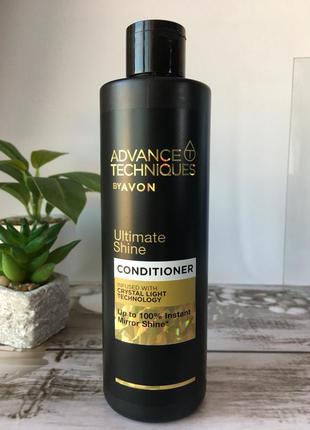 ADVANCE
TECHNIQUES
BY AVON
Ultimate
Shine
CONDITIONER
INFUSED WITH
CRYSTAL LIGHT
TECHNOLOGY
Up to 100% Instant
Mirror Shine*